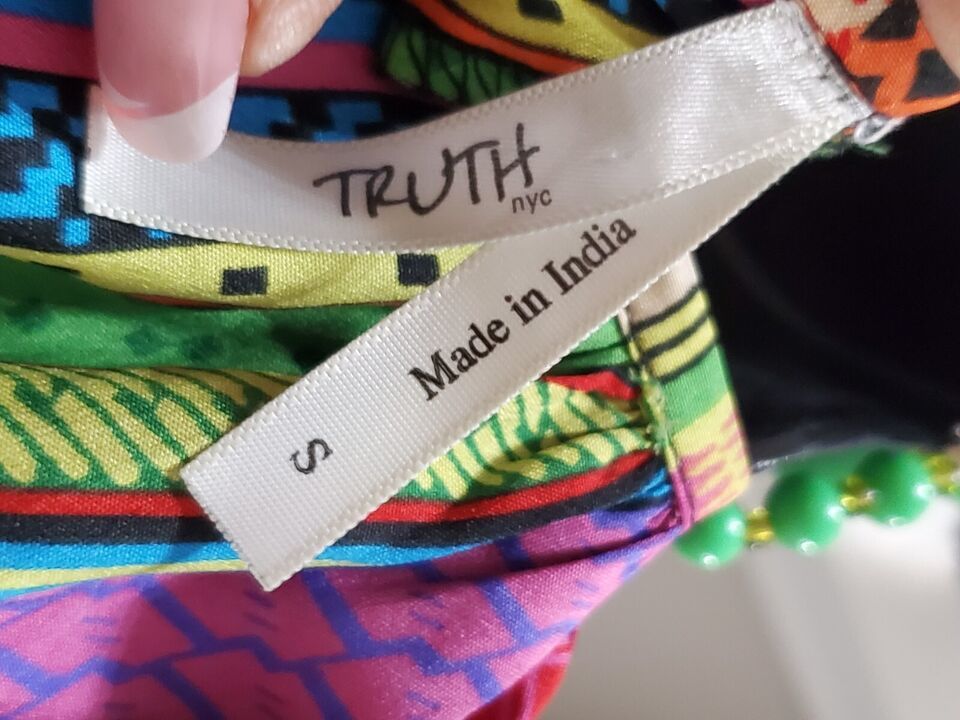 TRUTH
nyc
Made in India
S